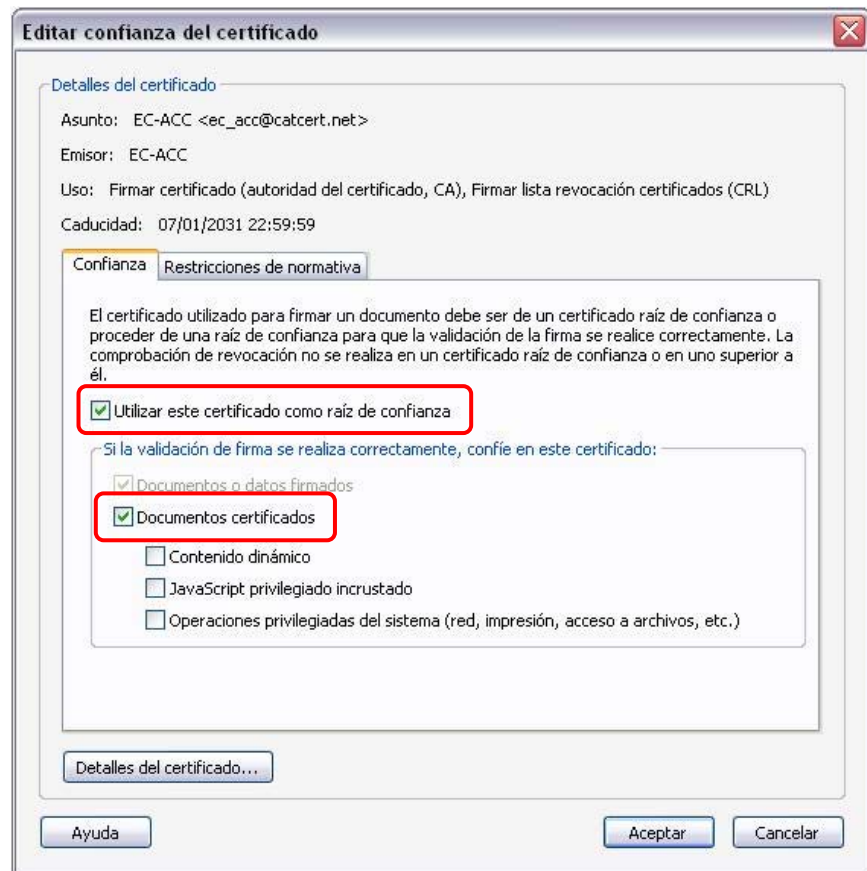 Editar confianza del certificado
Detalles del certificado
Asunto: EC-ACC <ec_acc@catcert.net>
Emisor: EC-ACC
Uso: Firmar certificado (autoridad del certificado, CA), Firmar lista revocación certificados (CRL)
Caducidad: 07/01/2031 22:59:59
Confianza Restricciones de normativa
El certificado utilizado para firmar un documento debe ser de un certificado raíz de confianza o
proceder de una raíz de confianza para que la validación de la firma se realice correctamente. La
comprobación de revocación no se realiza en un certificado raíz de confianza o en uno superior a
él.
Utilizar este certificado como raíz de confianza
Si la validación de firma se realiza correctamente, confíe en este certificado:
Documentos o datos firmados
Documentos certificados
Contenido dinámico
JavaScript privilegiado incrustado
Operaciones privilegiadas del sistema (red, impresión, acceso a archivos, etc.)
Detalles del certificado...
Ayuda Aceptar Cancelar